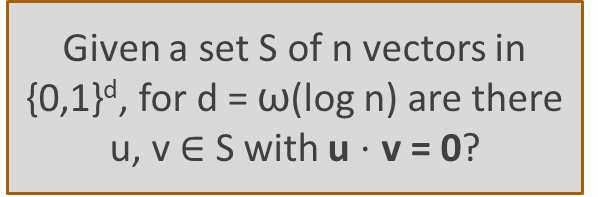 Given a set S of n vectors in
{0,1}ᵈ, for d = ω(log n) are there
u, v ∈ S with u · v = 0?